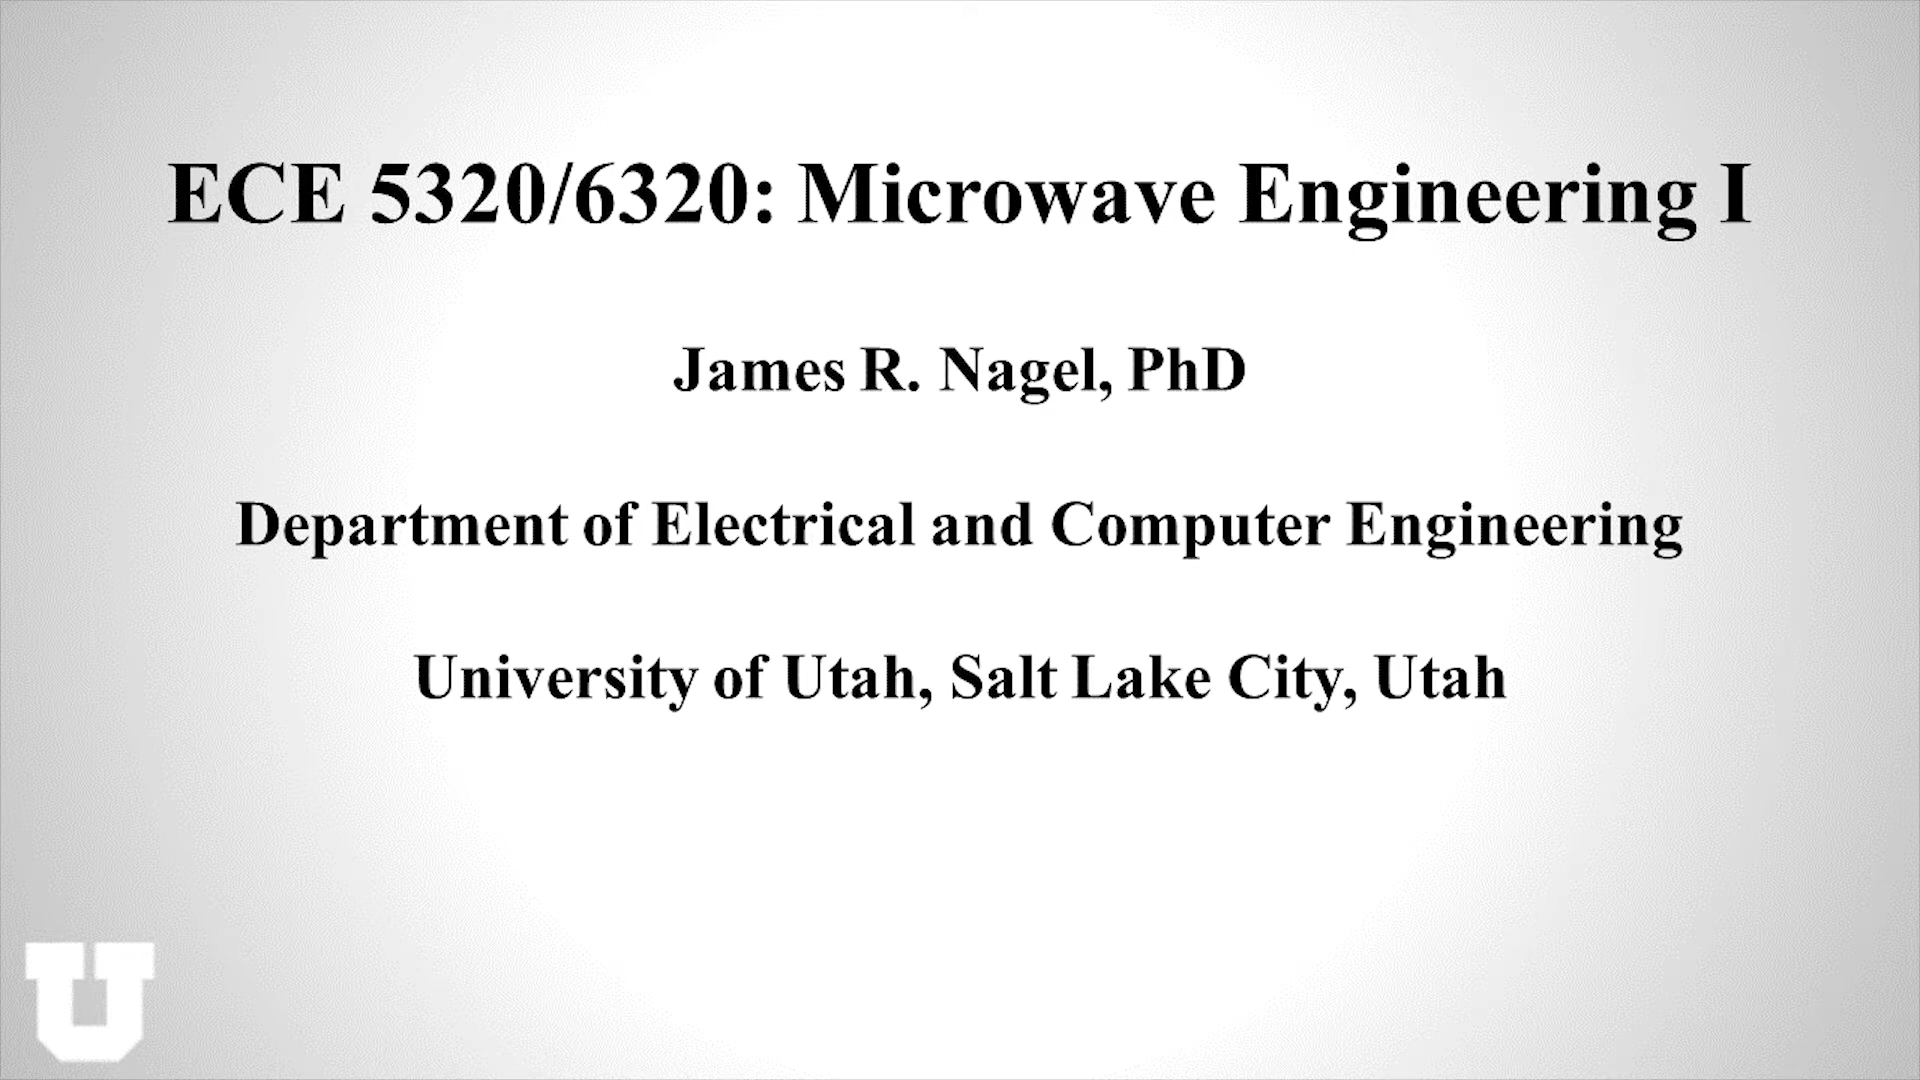 ECE 5320/6320: Microwave Engineering I
James R. Nagel, PhD
Department of Electrical and Computer Engineering
University of Utah, Salt Lake City, Utah
U